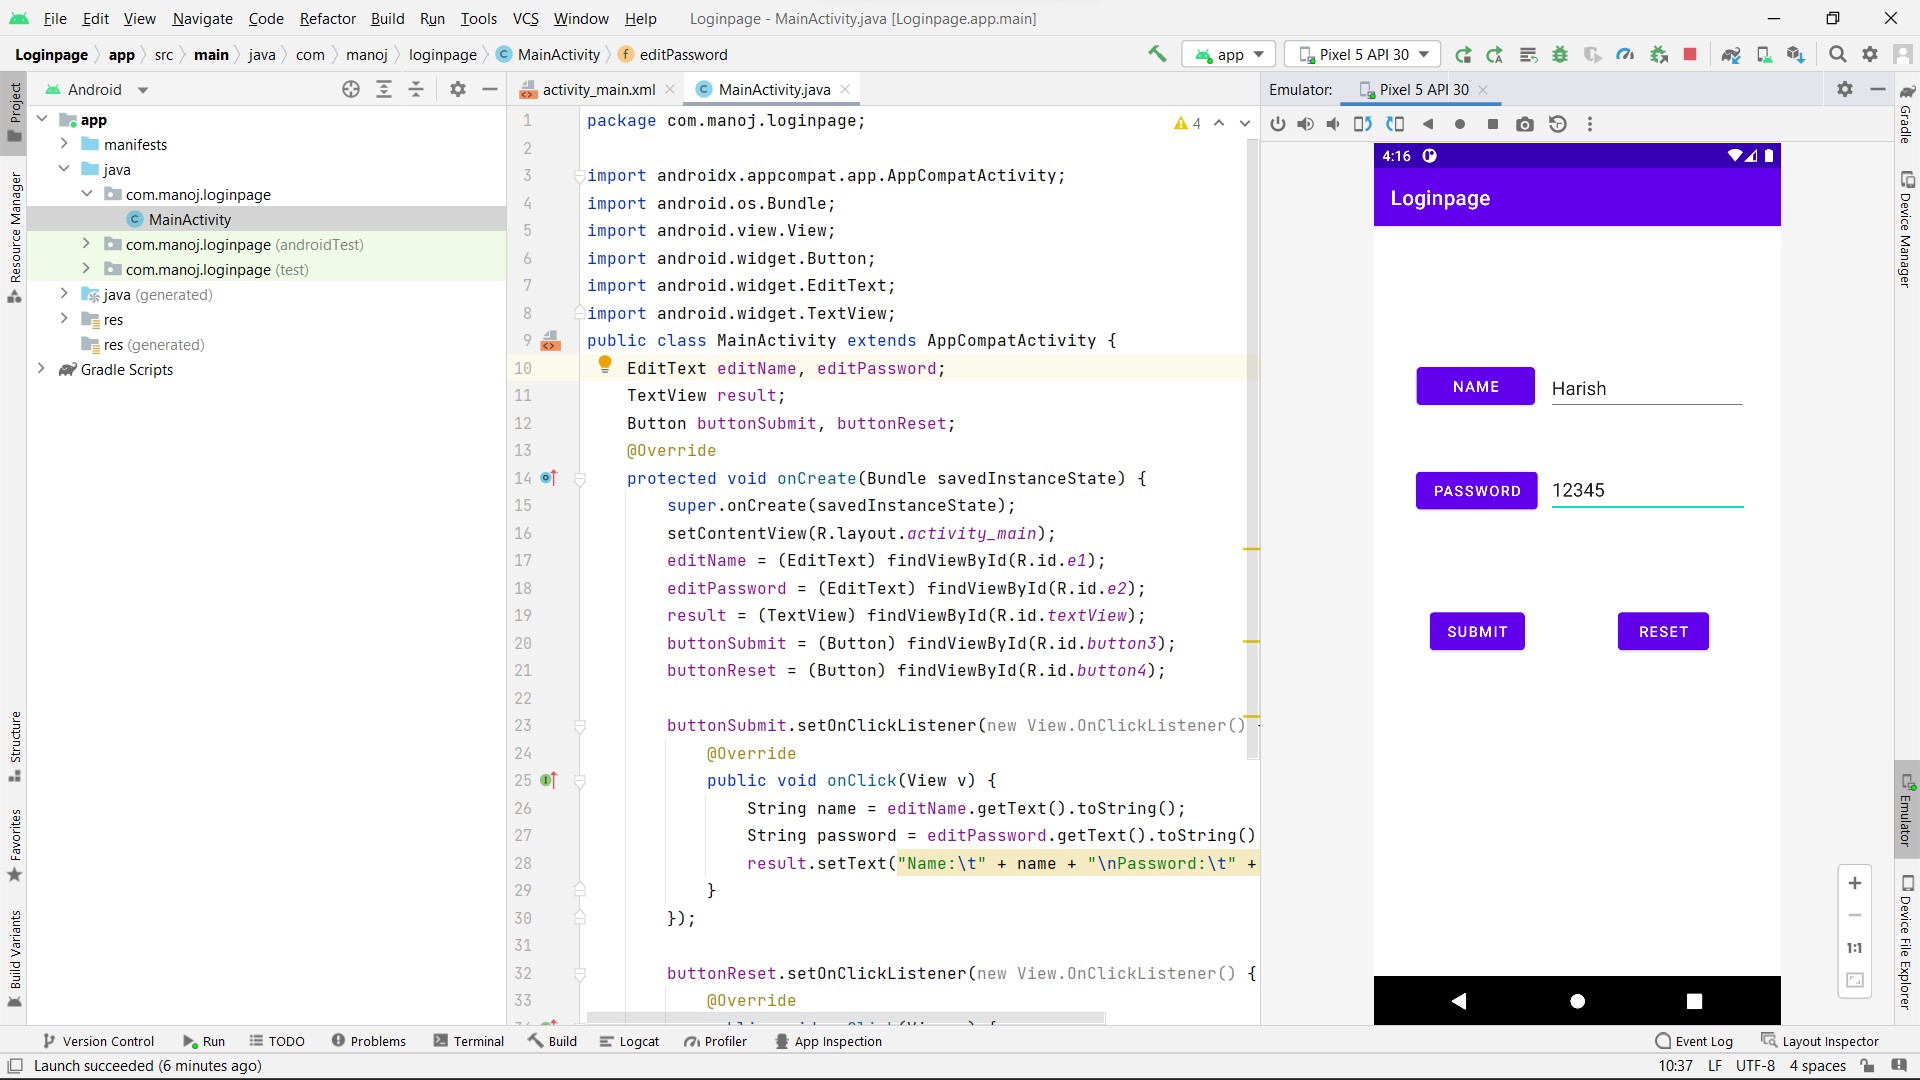 File Edit View Navigate Code Refactor Build Run Tools VCS Window Help Loginpage - MainActivity.java [Loginpage.app.main]
Loginpage app src main java com manoj loginpage MainActivity editPassword app Pixel 5 API 30
Project
Resource Manager
Structure
Favorites
Build Variants
Android
app
manifests
java
com.manoj.loginpage
MainActivity
com.manoj.loginpage (androidTest)
com.manoj.loginpage (test)
java (generated)
res
res (generated)
Gradle Scripts
activity_main.xml MainActivity.java
4
1 package com.manoj.loginpage;
2
3 import androidx.appcompat.app.AppCompatActivity;
4 import android.os.Bundle;
5 import android.view.View;
6 import android.widget.Button;
7 import android.widget.EditText;
8 import android.widget.TextView;
9 public class MainActivity extends AppCompatActivity {
10 EditText editName, editPassword;
11 TextView result;
12 Button buttonSubmit, buttonReset;
13 @Override
14 protected void onCreate(Bundle savedInstanceState) {
15 super.onCreate(savedInstanceState);
16 setContentView(R.layout.activity_main);
17 editName = (EditText) findViewById(R.id.e1);
18 editPassword = (EditText) findViewById(R.id.e2);
19 result = (TextView) findViewById(R.id.textView);
20 buttonSubmit = (Button) findViewById(R.id.button3);
21 buttonReset = (Button) findViewById(R.id.button4);
22
23 buttonSubmit.setOnClickListener(new View.OnClickListener()
24 @Override
25 public void onClick(View v) {
26 String name = editName.getText().toString();
27 String password = editPassword.getText().toString()
28 result.setText("Name:\t" + name + "\nPassword:\t" +
29 }
30 });
31
32 buttonReset.setOnClickListener(new View.OnClickListener() {
33 @Override
Emulator: Pixel 5 API 30
4:16
Loginpage
NAME Harish
PASSWORD 12345
SUBMIT RESET
1:1
Gradle
Device Manager
Emulator
Device File Explorer
Version Control Run TODO Problems Terminal Build Logcat Profiler App Inspection Event Log Layout Inspector
Launch succeeded (6 minutes ago) 10:37 LF UTF-8 4 spaces